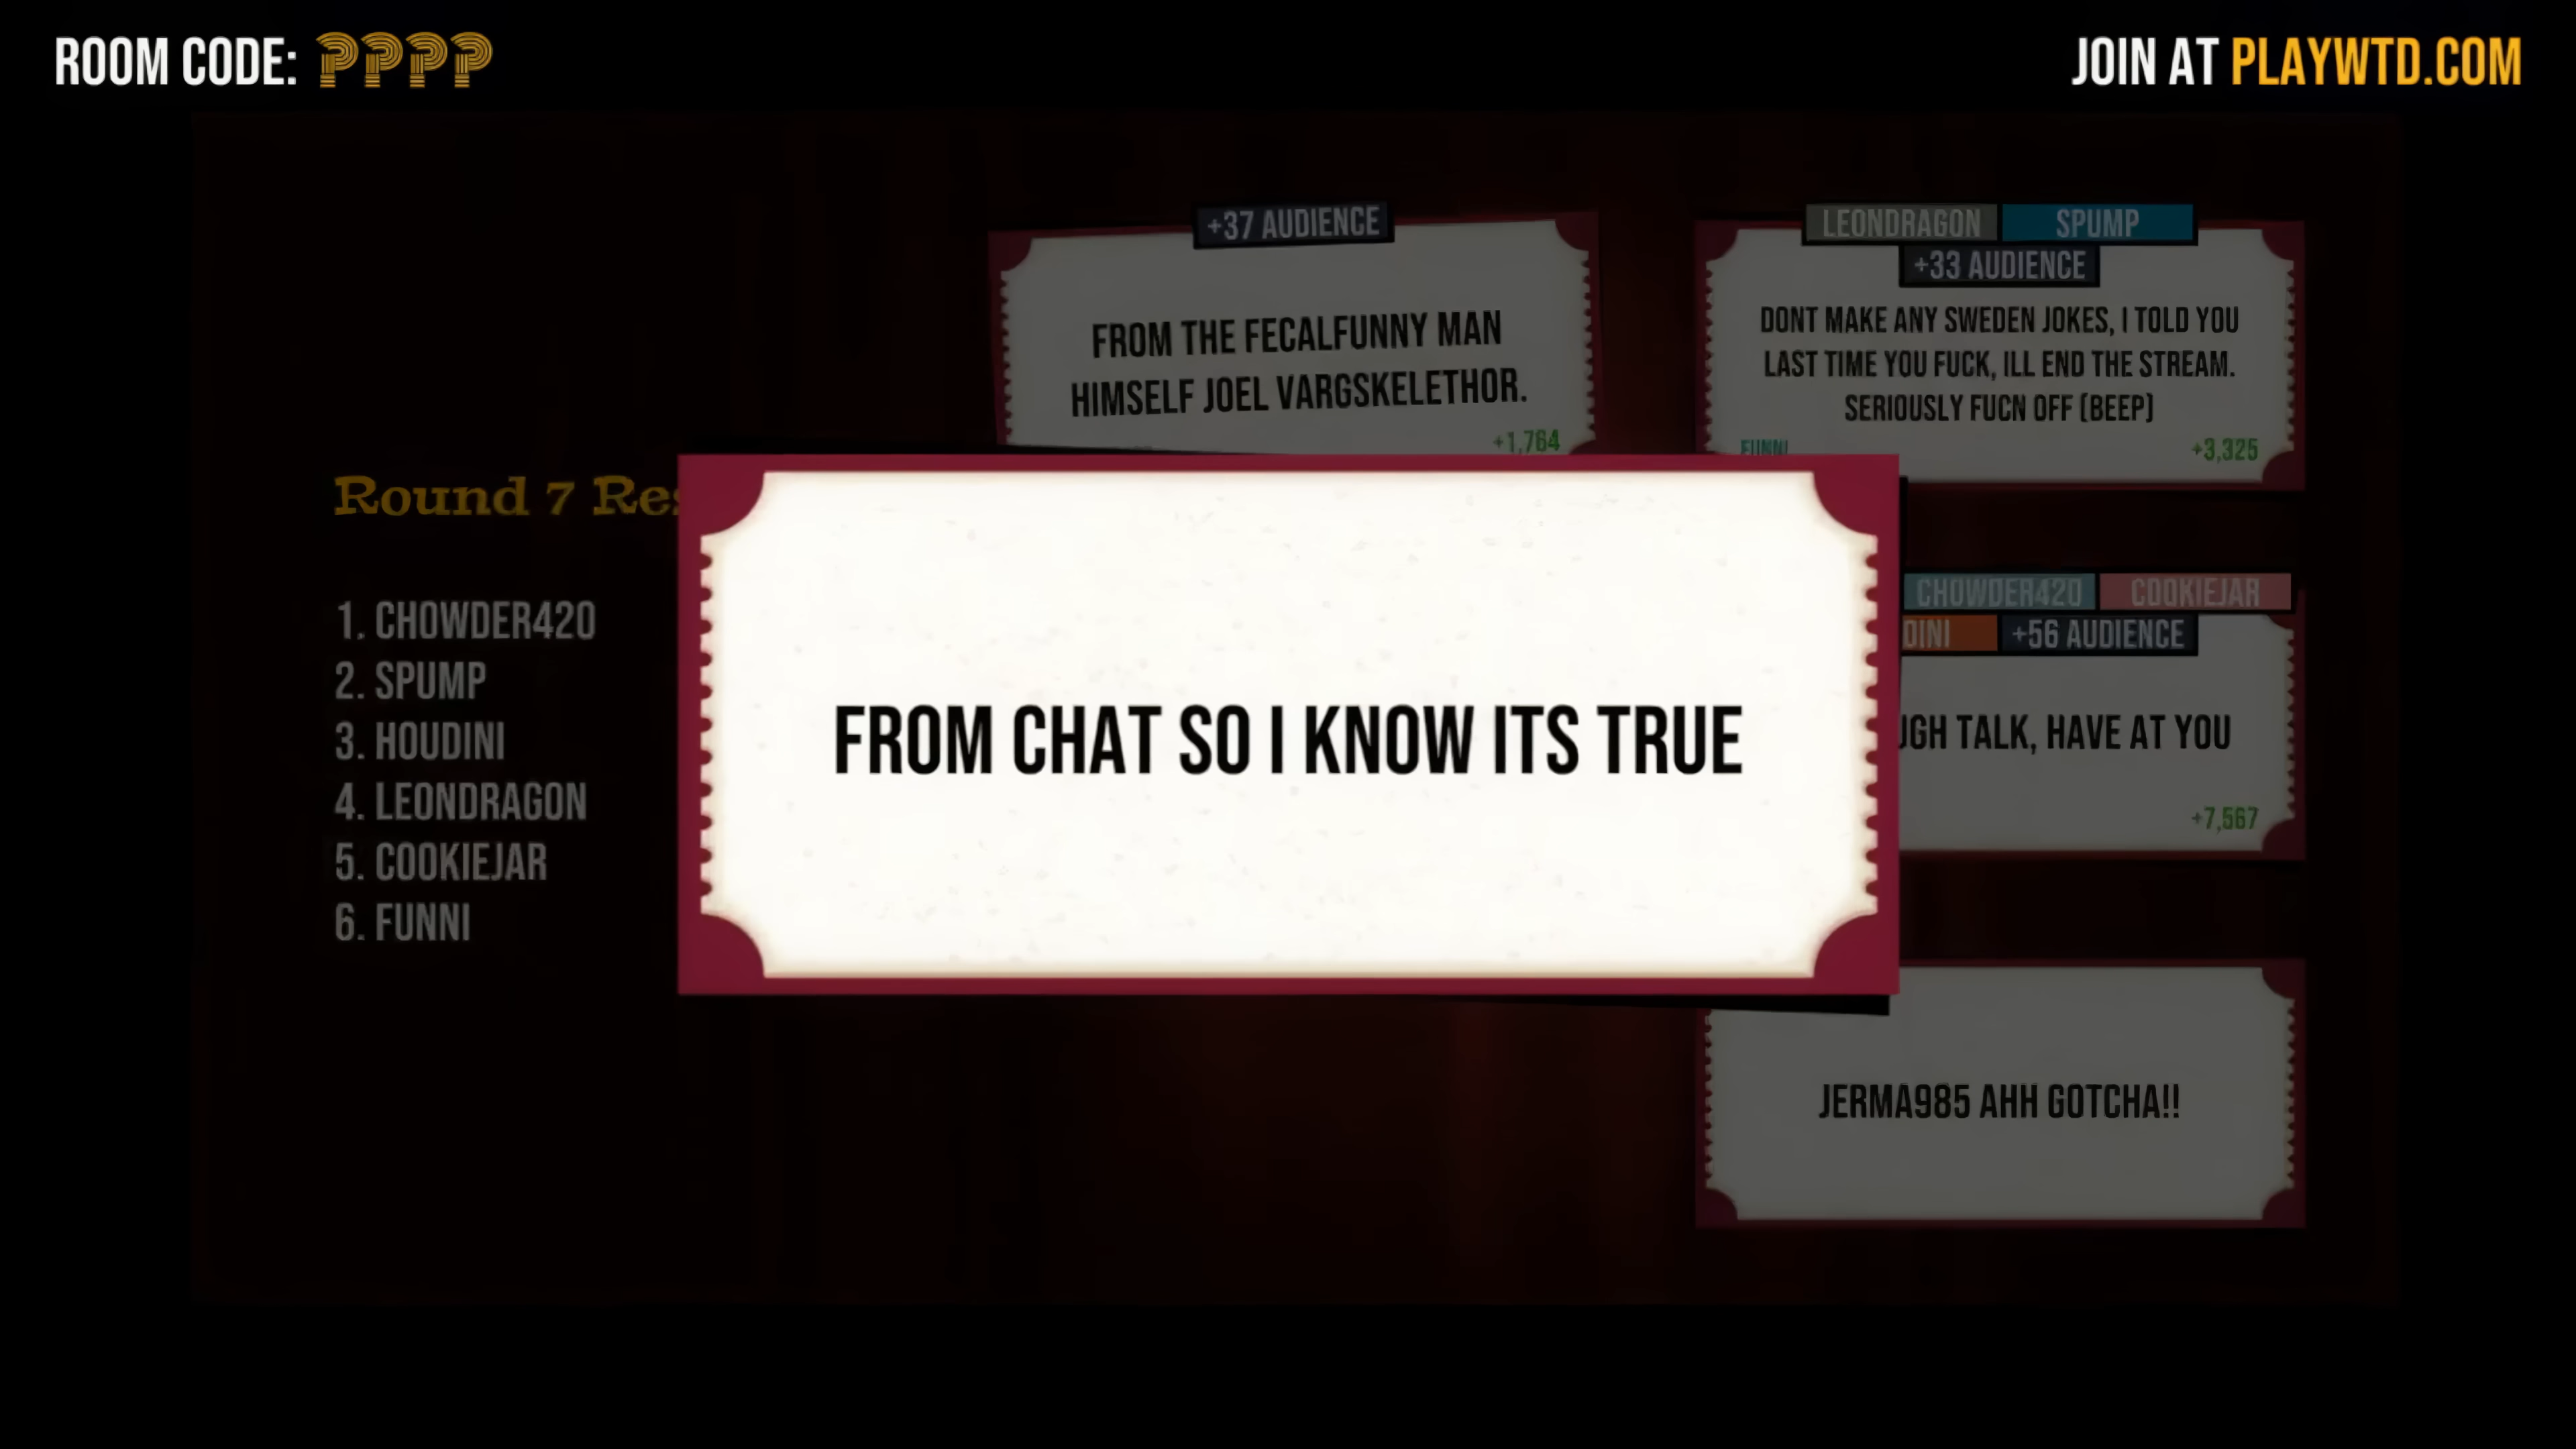 ROOM CODE: ????
JOIN AT PLAYWTD.COM
+37 AUDIENCE
FROM THE FECALFUNNY MAN
HIMSELF JOEL VARGSKELETHOR.
+1,764
LEONDRAGON SPUMP
+33 AUDIENCE
DONT MAKE ANY SWEDEN JOKES, I TOLD YOU
LAST TIME YOU FUCK, ILL END THE STREAM.
SERIOUSLY FUCN OFF (BEEP)
FUNNI
+3,325
Round 7 Res
1. CHOWDER420
2. SPUMP
3. HOUDINI
4. LEONDRAGON
5. COOKIEJAR
6. FUNNI
FROM CHAT SO I KNOW ITS TRUE
CHOWDER420 COOKIEJAR
DINI +56 AUDIENCE
UGH TALK, HAVE AT YOU
+7,567
JERMA985 AHH GOTCHA!!